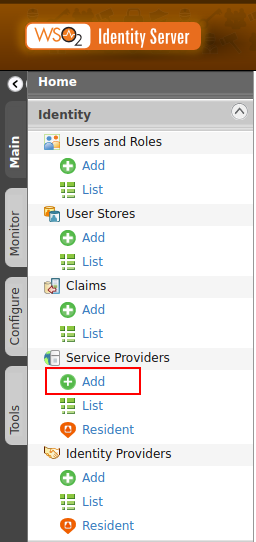 WSO2 Identity Server
Home
Identity
Main
Monitor
Configure
Tools
Users and Roles
Add
List
User Stores
Add
List
Claims
Add
List
Service Providers
Add
List
Resident
Identity Providers
Add
List
Resident